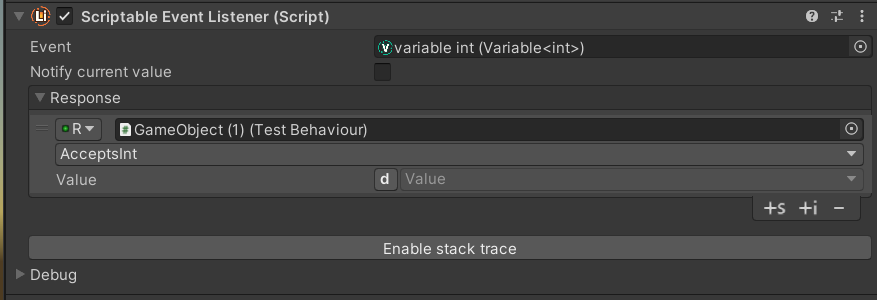 Li Scriptable Event Listener (Script)
Event V variable int (Variable<int>)
Notify current value
Response
R GameObject (1) (Test Behaviour)
AcceptsInt
Value d Value
+s +i −
Enable stack trace
Debug